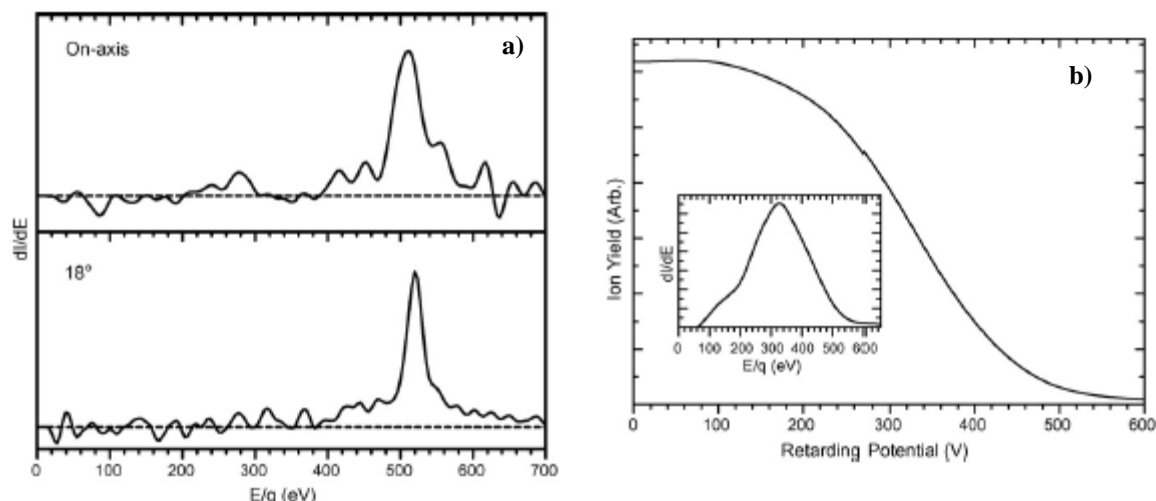 On-axis
a)
18°
dI/dE
0 100 200 300 400 500 600 700
E/q (eV)
b)
Ion Yield (Arb.)
dI/dE
0 100 200 300 400 500 600
E/q (eV)
0 100 200 300 400 500 600
Retarding Potential (V)